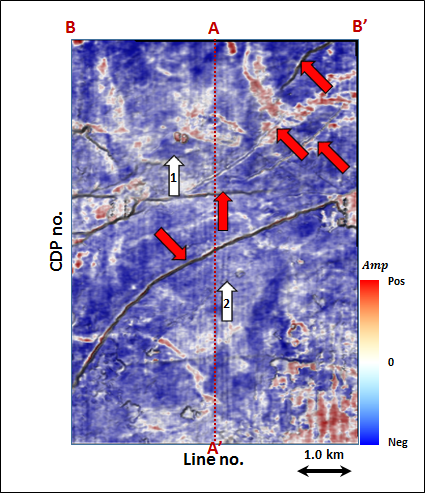 B A B’
1
CDP no.
2
Amp
Pos
0
Neg
A’
Line no.
1.0 km